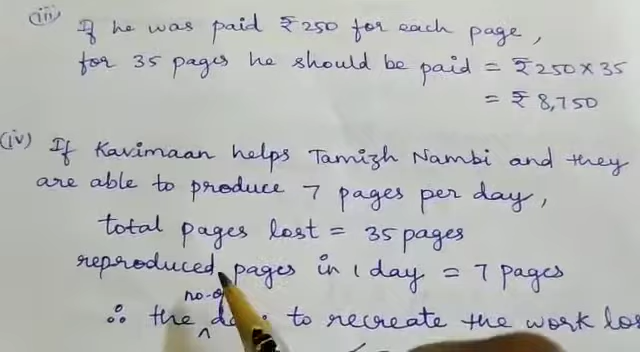 (iii) If he was paid ₹250 for each page,
for 35 pages he should be paid = ₹250×35
= ₹ 8,750
(iv) If Kavimaan helps Tamizh Nambi and they
are able to produce 7 pages per day,
total pages lost = 35 pages
reproduced pages in 1 day = 7 pages
no. of
∴ the to recreate the work